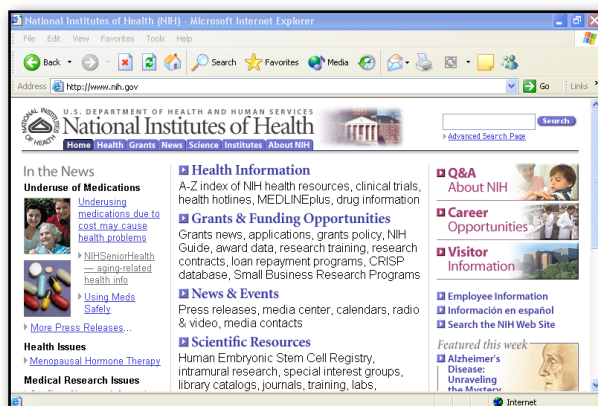 National Institutes of Health (NIH) - Microsoft Internet Explorer
File Edit View Favorites Tools Help
Back Search Favorites Media
Address http://www.nih.gov Go Links
U.S. DEPARTMENT OF HEALTH AND HUMAN SERVICES
National Institutes of Health
Home Health Grants News Science Institutes About NIH
Search
Advanced Search Page
In the News
Underuse of Medications
Underusing
medications due to
cost may cause
health problems
NIHSeniorHealth
— aging-related
health info
Using Meds
Safely
More Press Releases...
Health Issues
Menopausal Hormone Therapy
Medical Research Issues
Health Information
A-Z index of NIH health resources, clinical trials,
health hotlines, MEDLINEplus, drug information
Grants & Funding Opportunities
Grants news, applications, grants policy, NIH
Guide, award data, research training, research
contracts, loan repayment programs, CRISP
database, Small Business Research Programs
News & Events
Press releases, media center, calendars, radio
& video, media contacts
Scientific Resources
Human Embryonic Stem Cell Registry,
intramural research, special interest groups,
library catalogs, journals, training, labs,
Q&A
About NIH
Career
Opportunities
Visitor
Information
Employee Information
Información en español
Search the NIH Web Site
Featured this week
Alzheimer's
Disease:
Unraveling
the Mystery
Internet